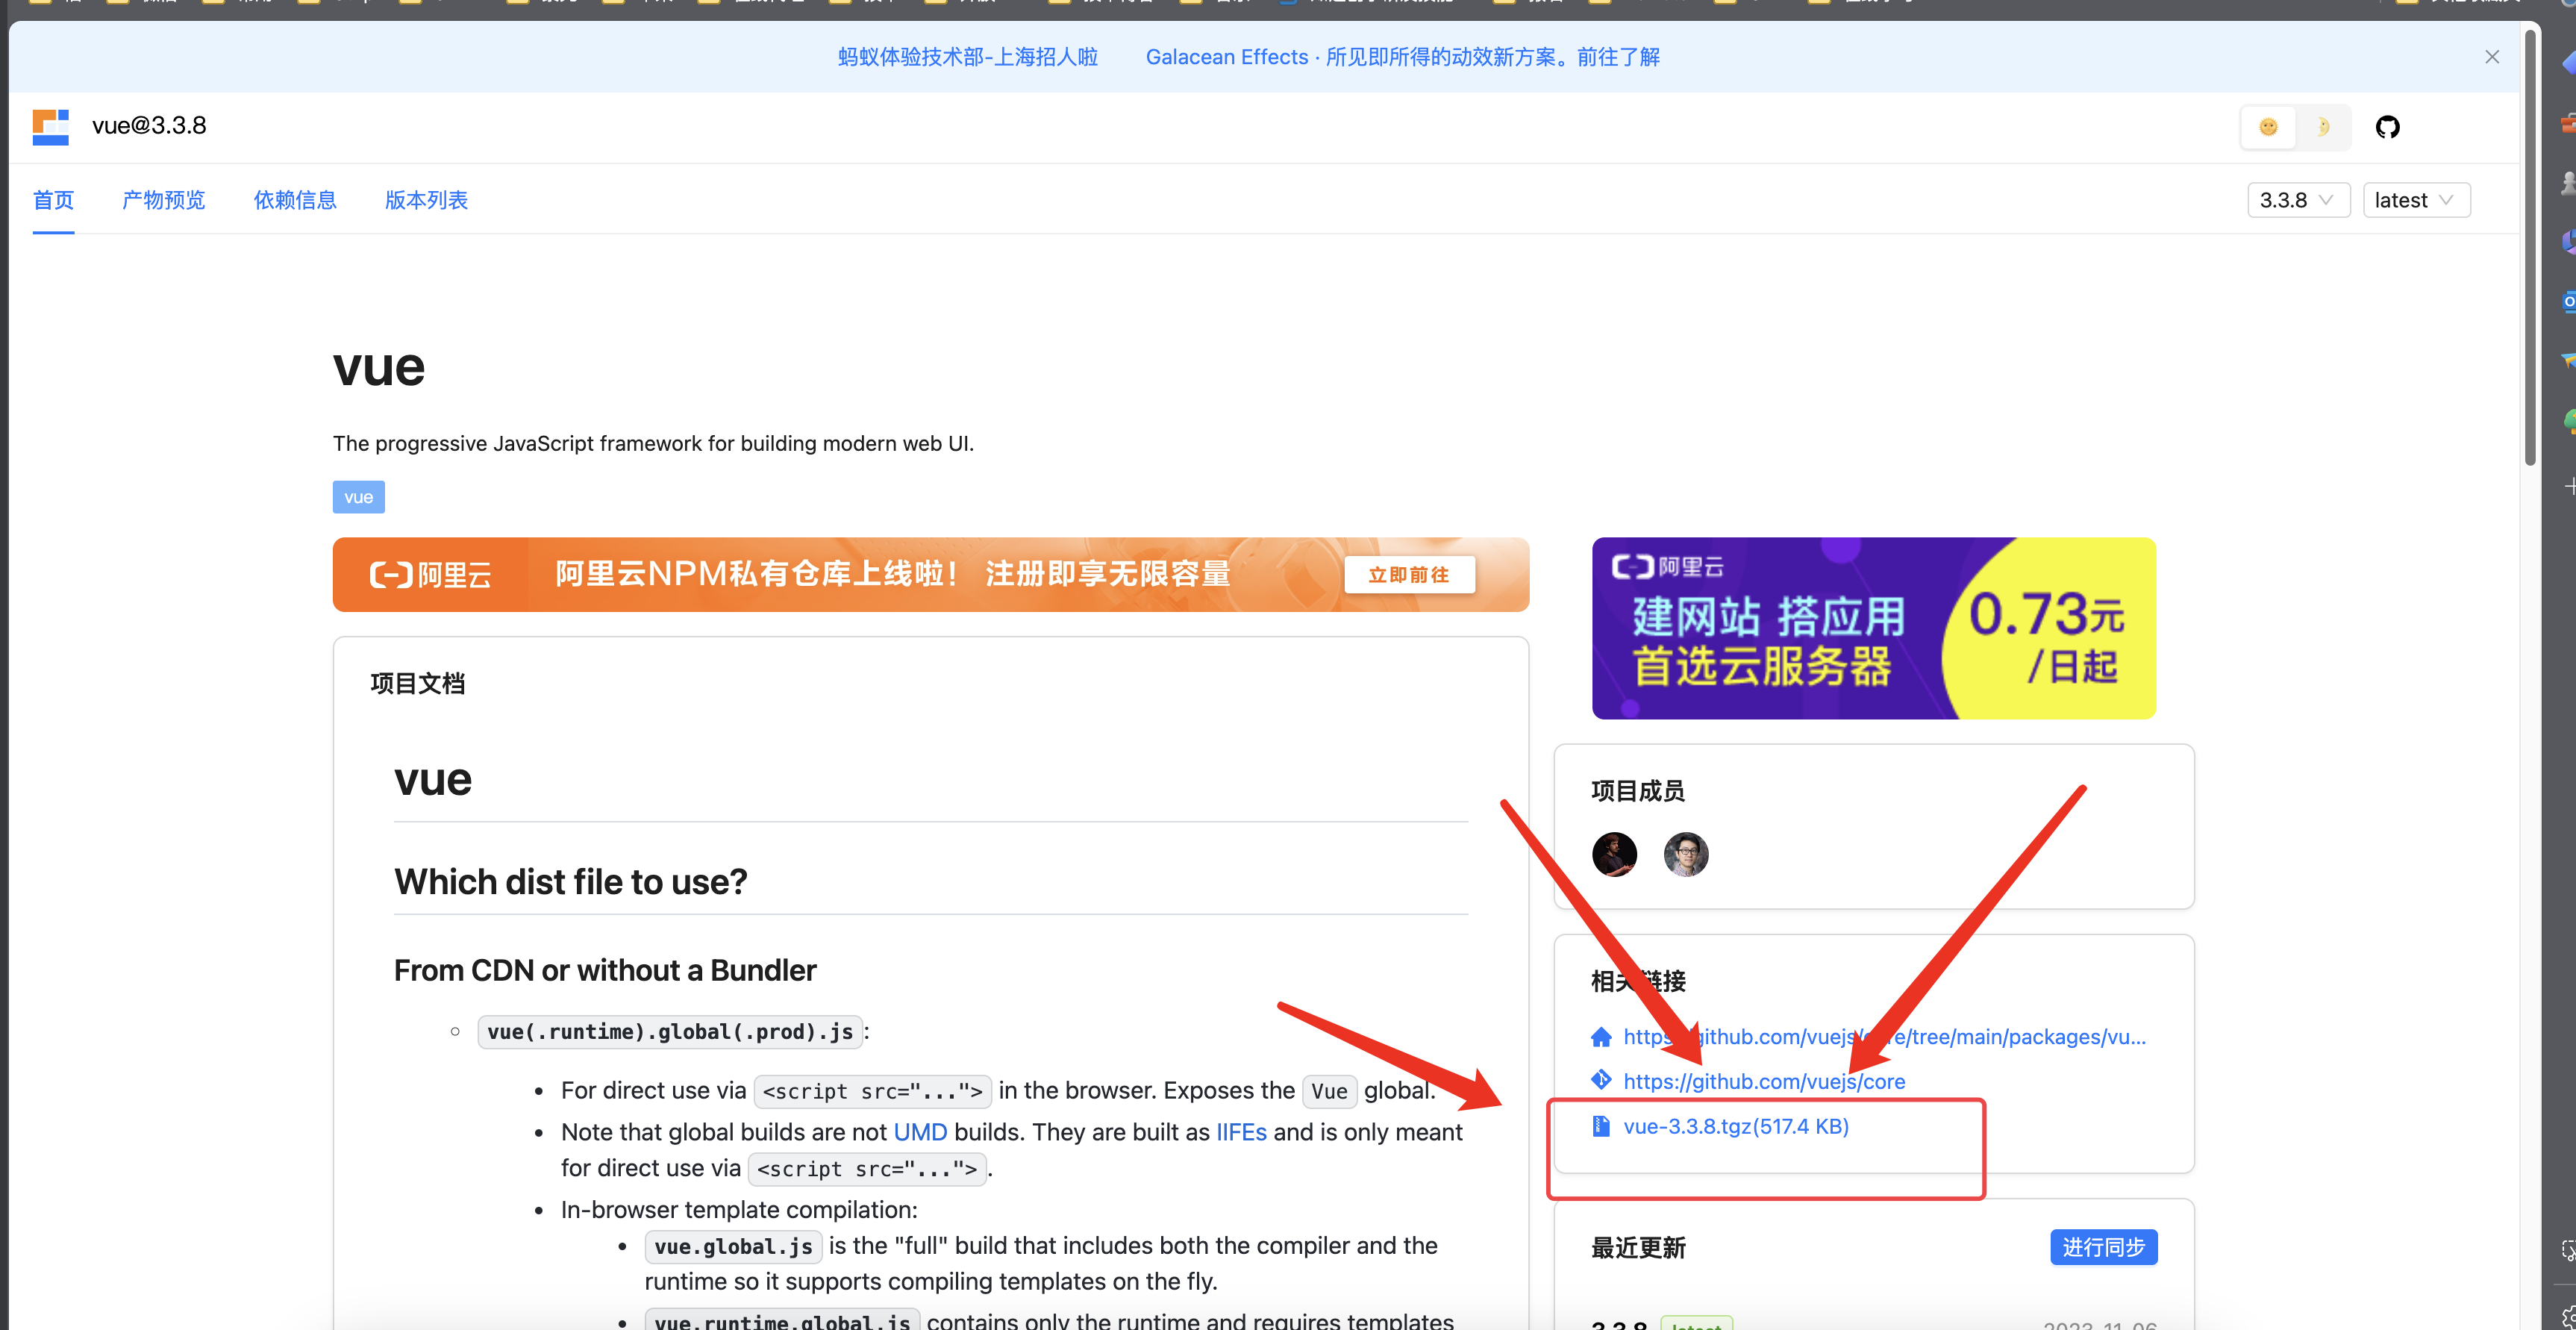 蚂蚁体验技术部-上海招人啦 Galacean Effects · 所见即所得的动效新方案。前往了解
vue@3.3.8
首页 产物预览 依赖信息 版本列表 3.3.8 latest
vue
The progressive JavaScript framework for building modern web UI.
vue
阿里云 阿里云NPM私有仓库上线啦！ 注册即享无限容量 立即前往
阿里云
建网站 搭应用
首选云服务器
0.73元
/日起
项目文档
vue
Which dist file to use?
From CDN or without a Bundler
vue(.runtime).global(.prod).js:
For direct use via <script src="..."> in the browser. Exposes the Vue global.
Note that global builds are not UMD builds. They are built as IIFEs and is only meant
for direct use via <script src="...">.
In-browser template compilation:
vue.global.js is the "full" build that includes both the compiler and the
runtime so it supports compiling templates on the fly.
vue.runtime.global.js contains only the runtime and requires templates
项目成员
相关链接
https://github.com/vuejs/core/tree/main/packages/vu...
https://github.com/vuejs/core
vue-3.3.8.tgz(517.4 KB)
最近更新 进行同步
3.3.8 latest 2023-11-06